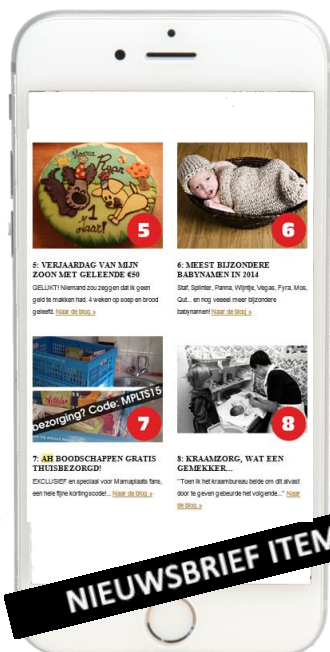 Hoera
Ryan
1
Jaar!
5
6
5: VERJAARDAG VAN MIJN
ZOON MET GELEENDE €50
GELUKT! Niemand zou zeggen dat ik geen
geld te makken had. 4 weken op soep en brood
geleefd. Naar de blog »
6: MEEST BIJZONDERE
BABYNAMEN IN 2014
Staf, Splinter, Panna, Wijntje, Vegas, Fyra, Mos,
Qut... en nog veeeel meer bijzondere
babynamen! Naar de blog »
bezorging? Code: MPLTS15
7
8
7: AH BOODSCHAPPEN GRATIS
THUISBEZORGD!
EXCLUSIEF en speciaal voor Mamaplaats fans,
een hele fijne kortingscode!... Naar de blog »
8: KRAAMZORG, WAT EEN
GEMEKKER...
"Toen ik het kraambureau belde om dit alvast
door te geven gebeurde het volgende..." Naar
de blog »
NIEUWSBRIEF ITEM